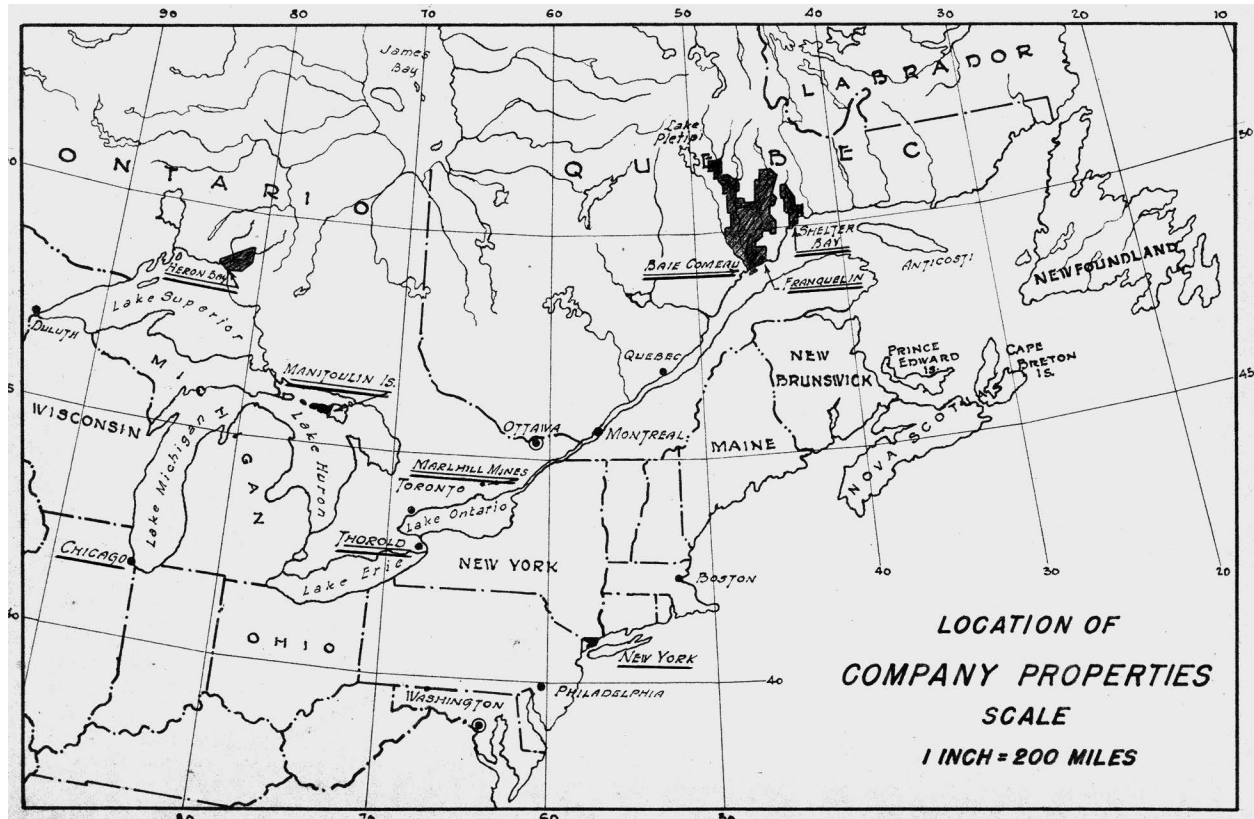 90 80 70 60 50 40 30 20 10
James
Bay
LABRADOR
Lake
Pletipi
50
ONTARIO
QUEBEC
SHELTER
BAY
HERON BAY
BAIE COMEAU
ANTICOSTI
NEWFOUNDLAND
FRANQUELIN
Lake Superior
DULUTH
QUEBEC
NEW
BRUNSWICK
PRINCE
EDWARD
IS.
CAPE
BRETON
IS.
45
MICHIGAN
MANITOULIN IS.
WISCONSIN
OTTAWA
MONTREAL
MAINE
NOVA SCOTIA
Lake Michigan
Lake Huron
MARLHILL MINES
TORONTO
Lake Ontario
THOROLD
CHICAGO
Lake Erie
NEW YORK
BOSTON
40 30 20
OHIO
LOCATION OF
COMPANY PROPERTIES
SCALE
1 INCH = 200 MILES
NEW YORK
40
PHILADELPHIA
WASHINGTON
80 70 60 50